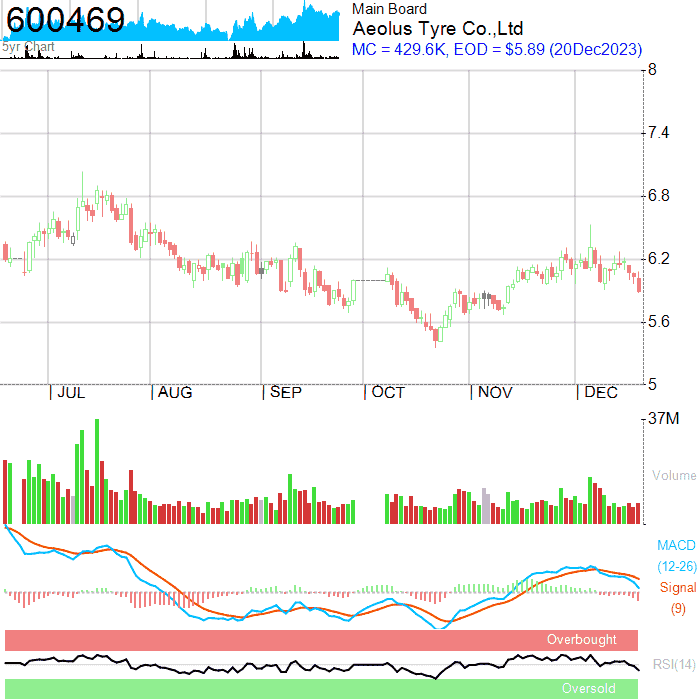 600469
5yr Chart
Main Board
Aeolus Tyre Co.,Ltd
MC = 429.6K, EOD = $5.89 (20Dec2023)
8
7.4
6.8
6.2
5.6
5
JUL AUG SEP OCT NOV DEC
37M
Volume
MACD
(12-26)
Signal
(9)
Overbought
RSI(14)
Oversold